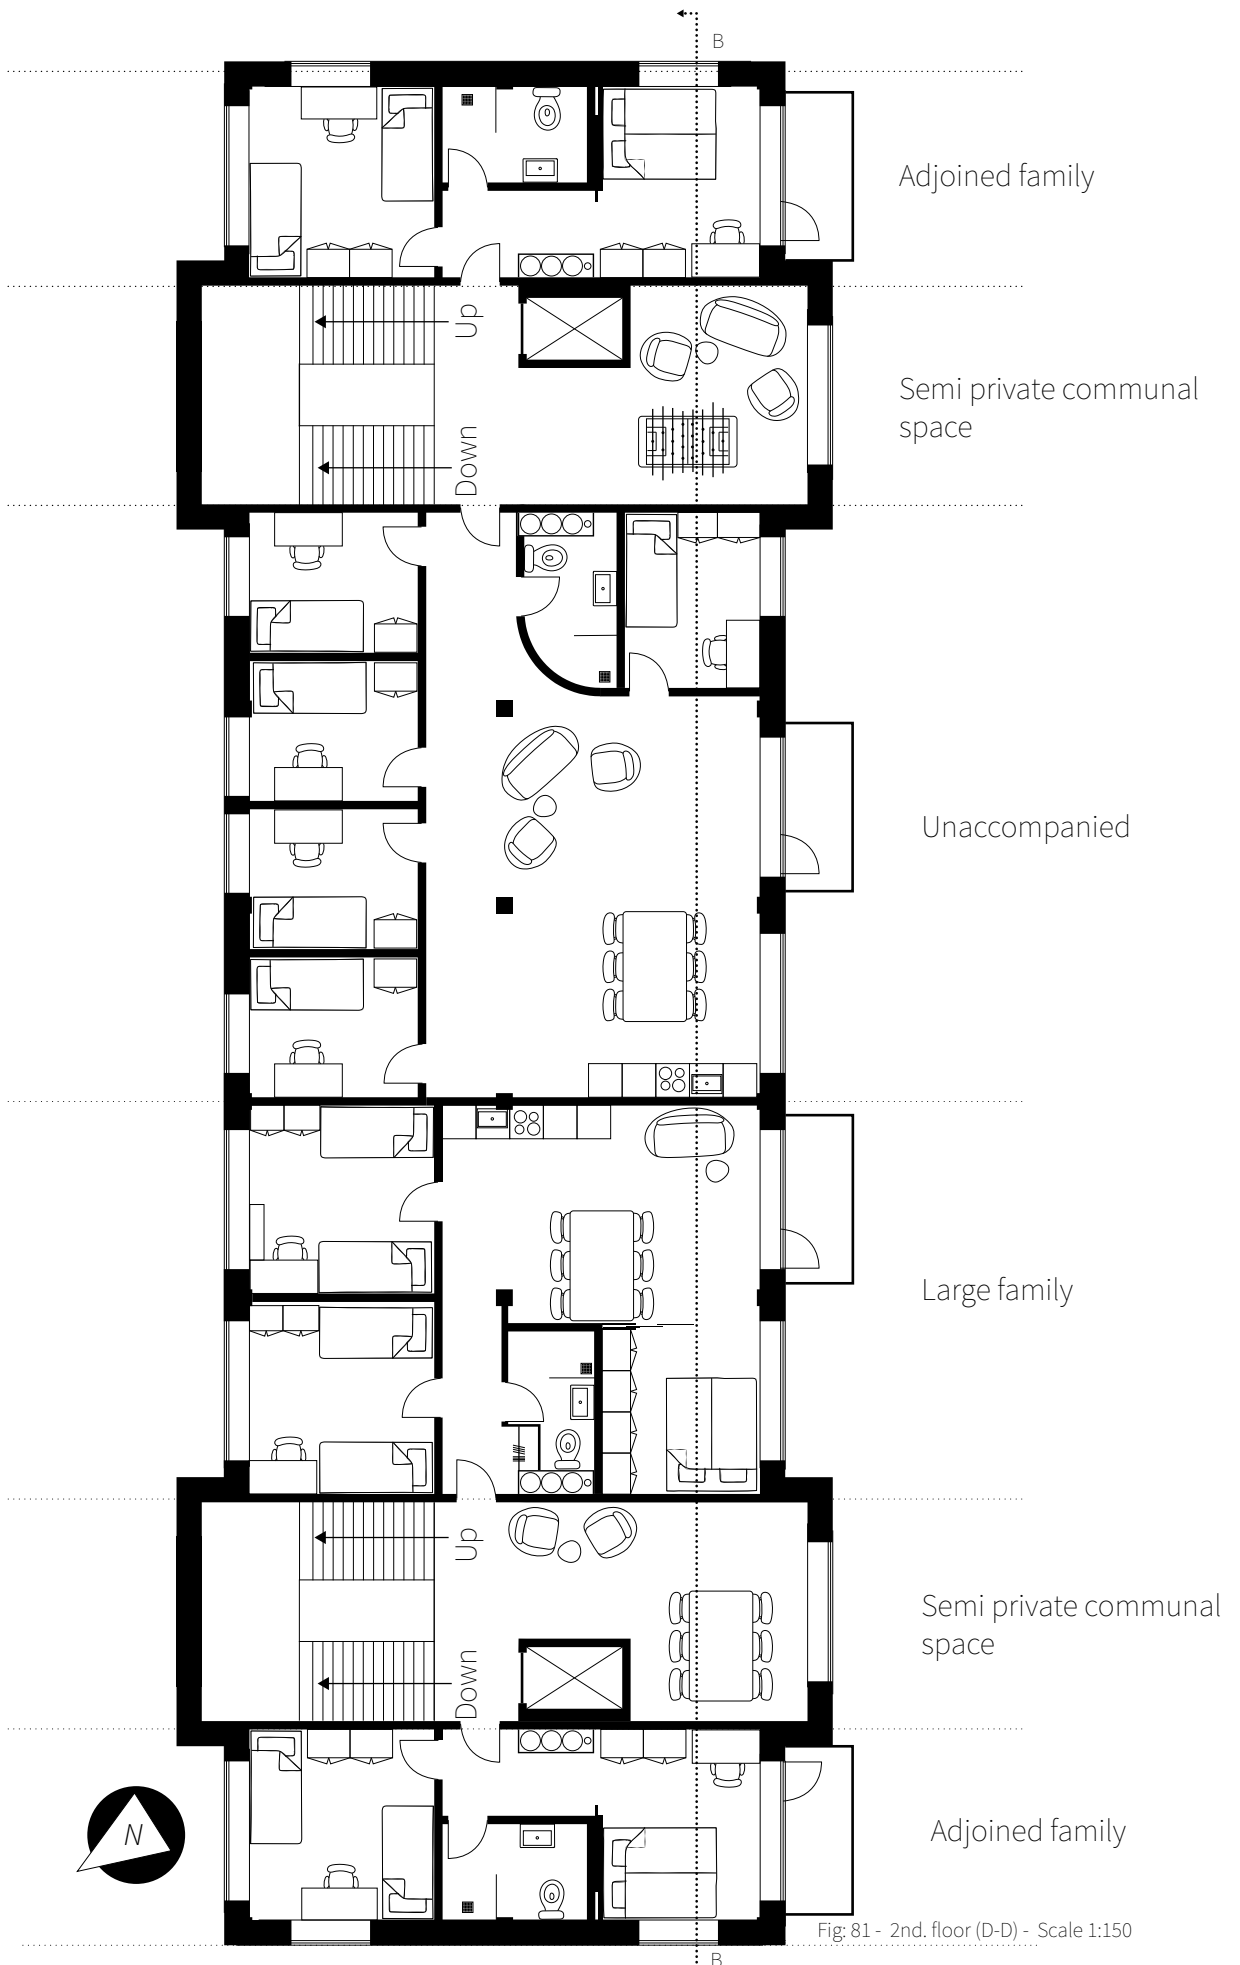 B
Adjoined family
Up
Semi private communal
space
Down
Unaccompanied
Large family
Up
Semi private communal
space
Down
N
Adjoined family
Fig: 81 - 2nd. floor (D-D) - Scale 1:150
B